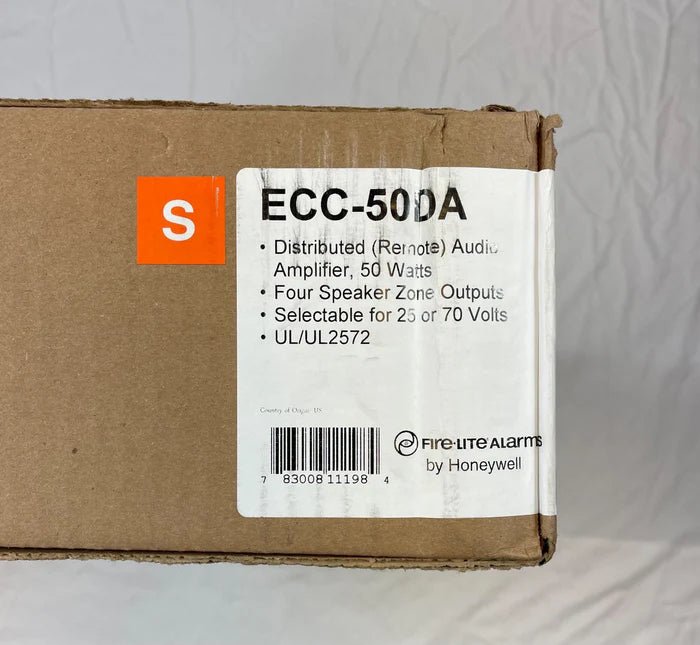 S
ECC-50DA
• Distributed (Remote) Audio
Amplifier, 50 Watts
• Four Speaker Zone Outputs
• Selectable for 25 or 70 Volts
• UL/UL2572
Country of Origin: US
FIRE•LITE ALARMS
by Honeywell
7 83008 11198 4